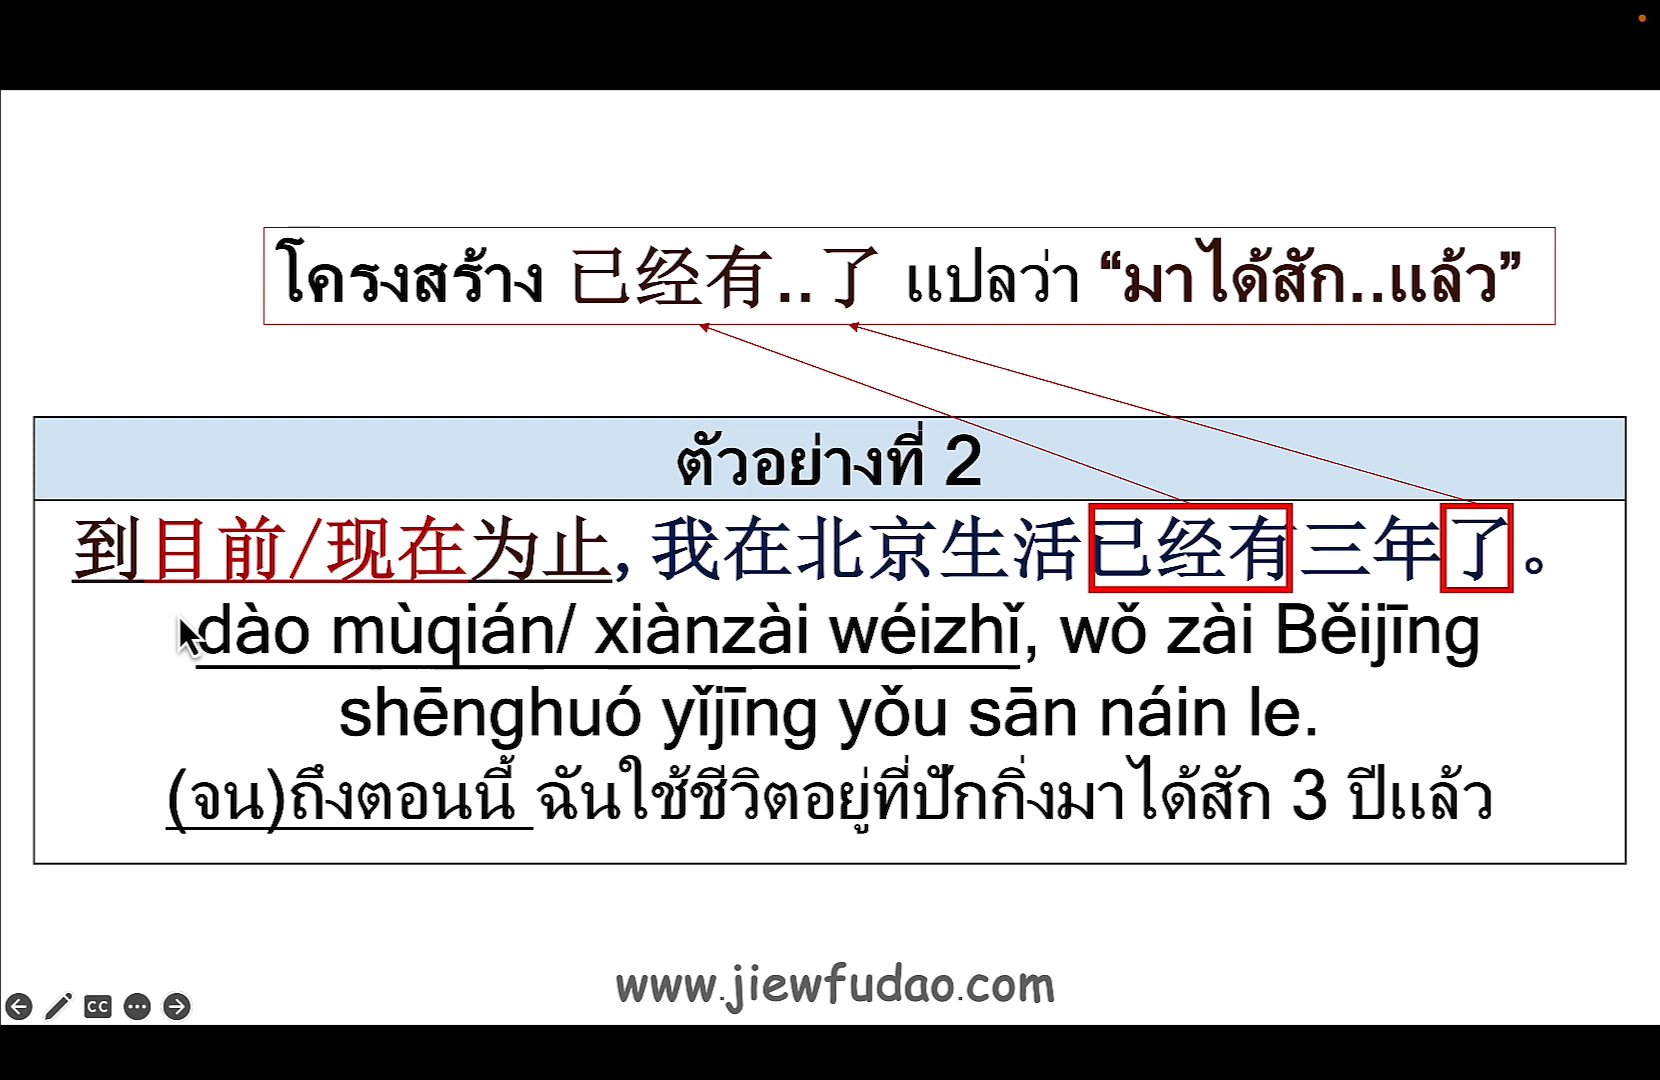 โครงสร้าง 已经有..了 แปลว่า “มาได้สัก..แล้ว”
ตัวอย่างที่ 2
到目前/现在为止, 我在北京生活已经有三年了。
dào mùqián/ xiànzài wéizhǐ, wǒ zài Běijīng
shēnghuó yǐjīng yǒu sān náin le.
(จน)ถึงตอนนี้ ฉันใช้ชีวิตอยู่ที่ปักกิ่งมาได้สัก 3 ปีแล้ว
www.jiewfudao.com
CC